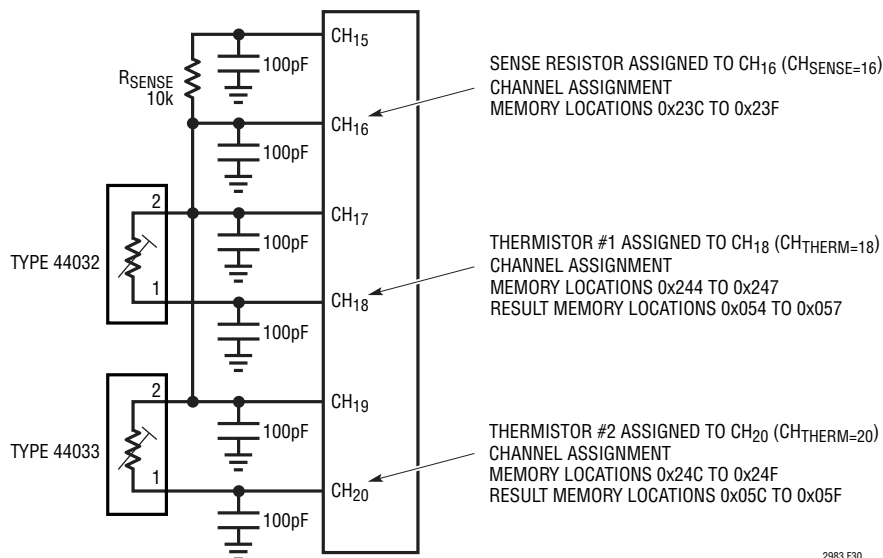 CH15
100pF
RSENSE
10k
SENSE RESISTOR ASSIGNED TO CH16 (CHSENSE=16)
CHANNEL ASSIGNMENT
MEMORY LOCATIONS 0x23C TO 0x23F
CH16
100pF
2
CH17
TYPE 44032
100pF
1
CH18
THERMISTOR #1 ASSIGNED TO CH18 (CHTHERM=18)
CHANNEL ASSIGNMENT
MEMORY LOCATIONS 0x244 TO 0x247
RESULT MEMORY LOCATIONS 0x054 TO 0x057
100pF
2
CH19
TYPE 44033
100pF
1
CH20
THERMISTOR #2 ASSIGNED TO CH20 (CHTHERM=20)
CHANNEL ASSIGNMENT
MEMORY LOCATIONS 0x24C TO 0x24F
RESULT MEMORY LOCATIONS 0x05C TO 0x05F
100pF
2983 F30